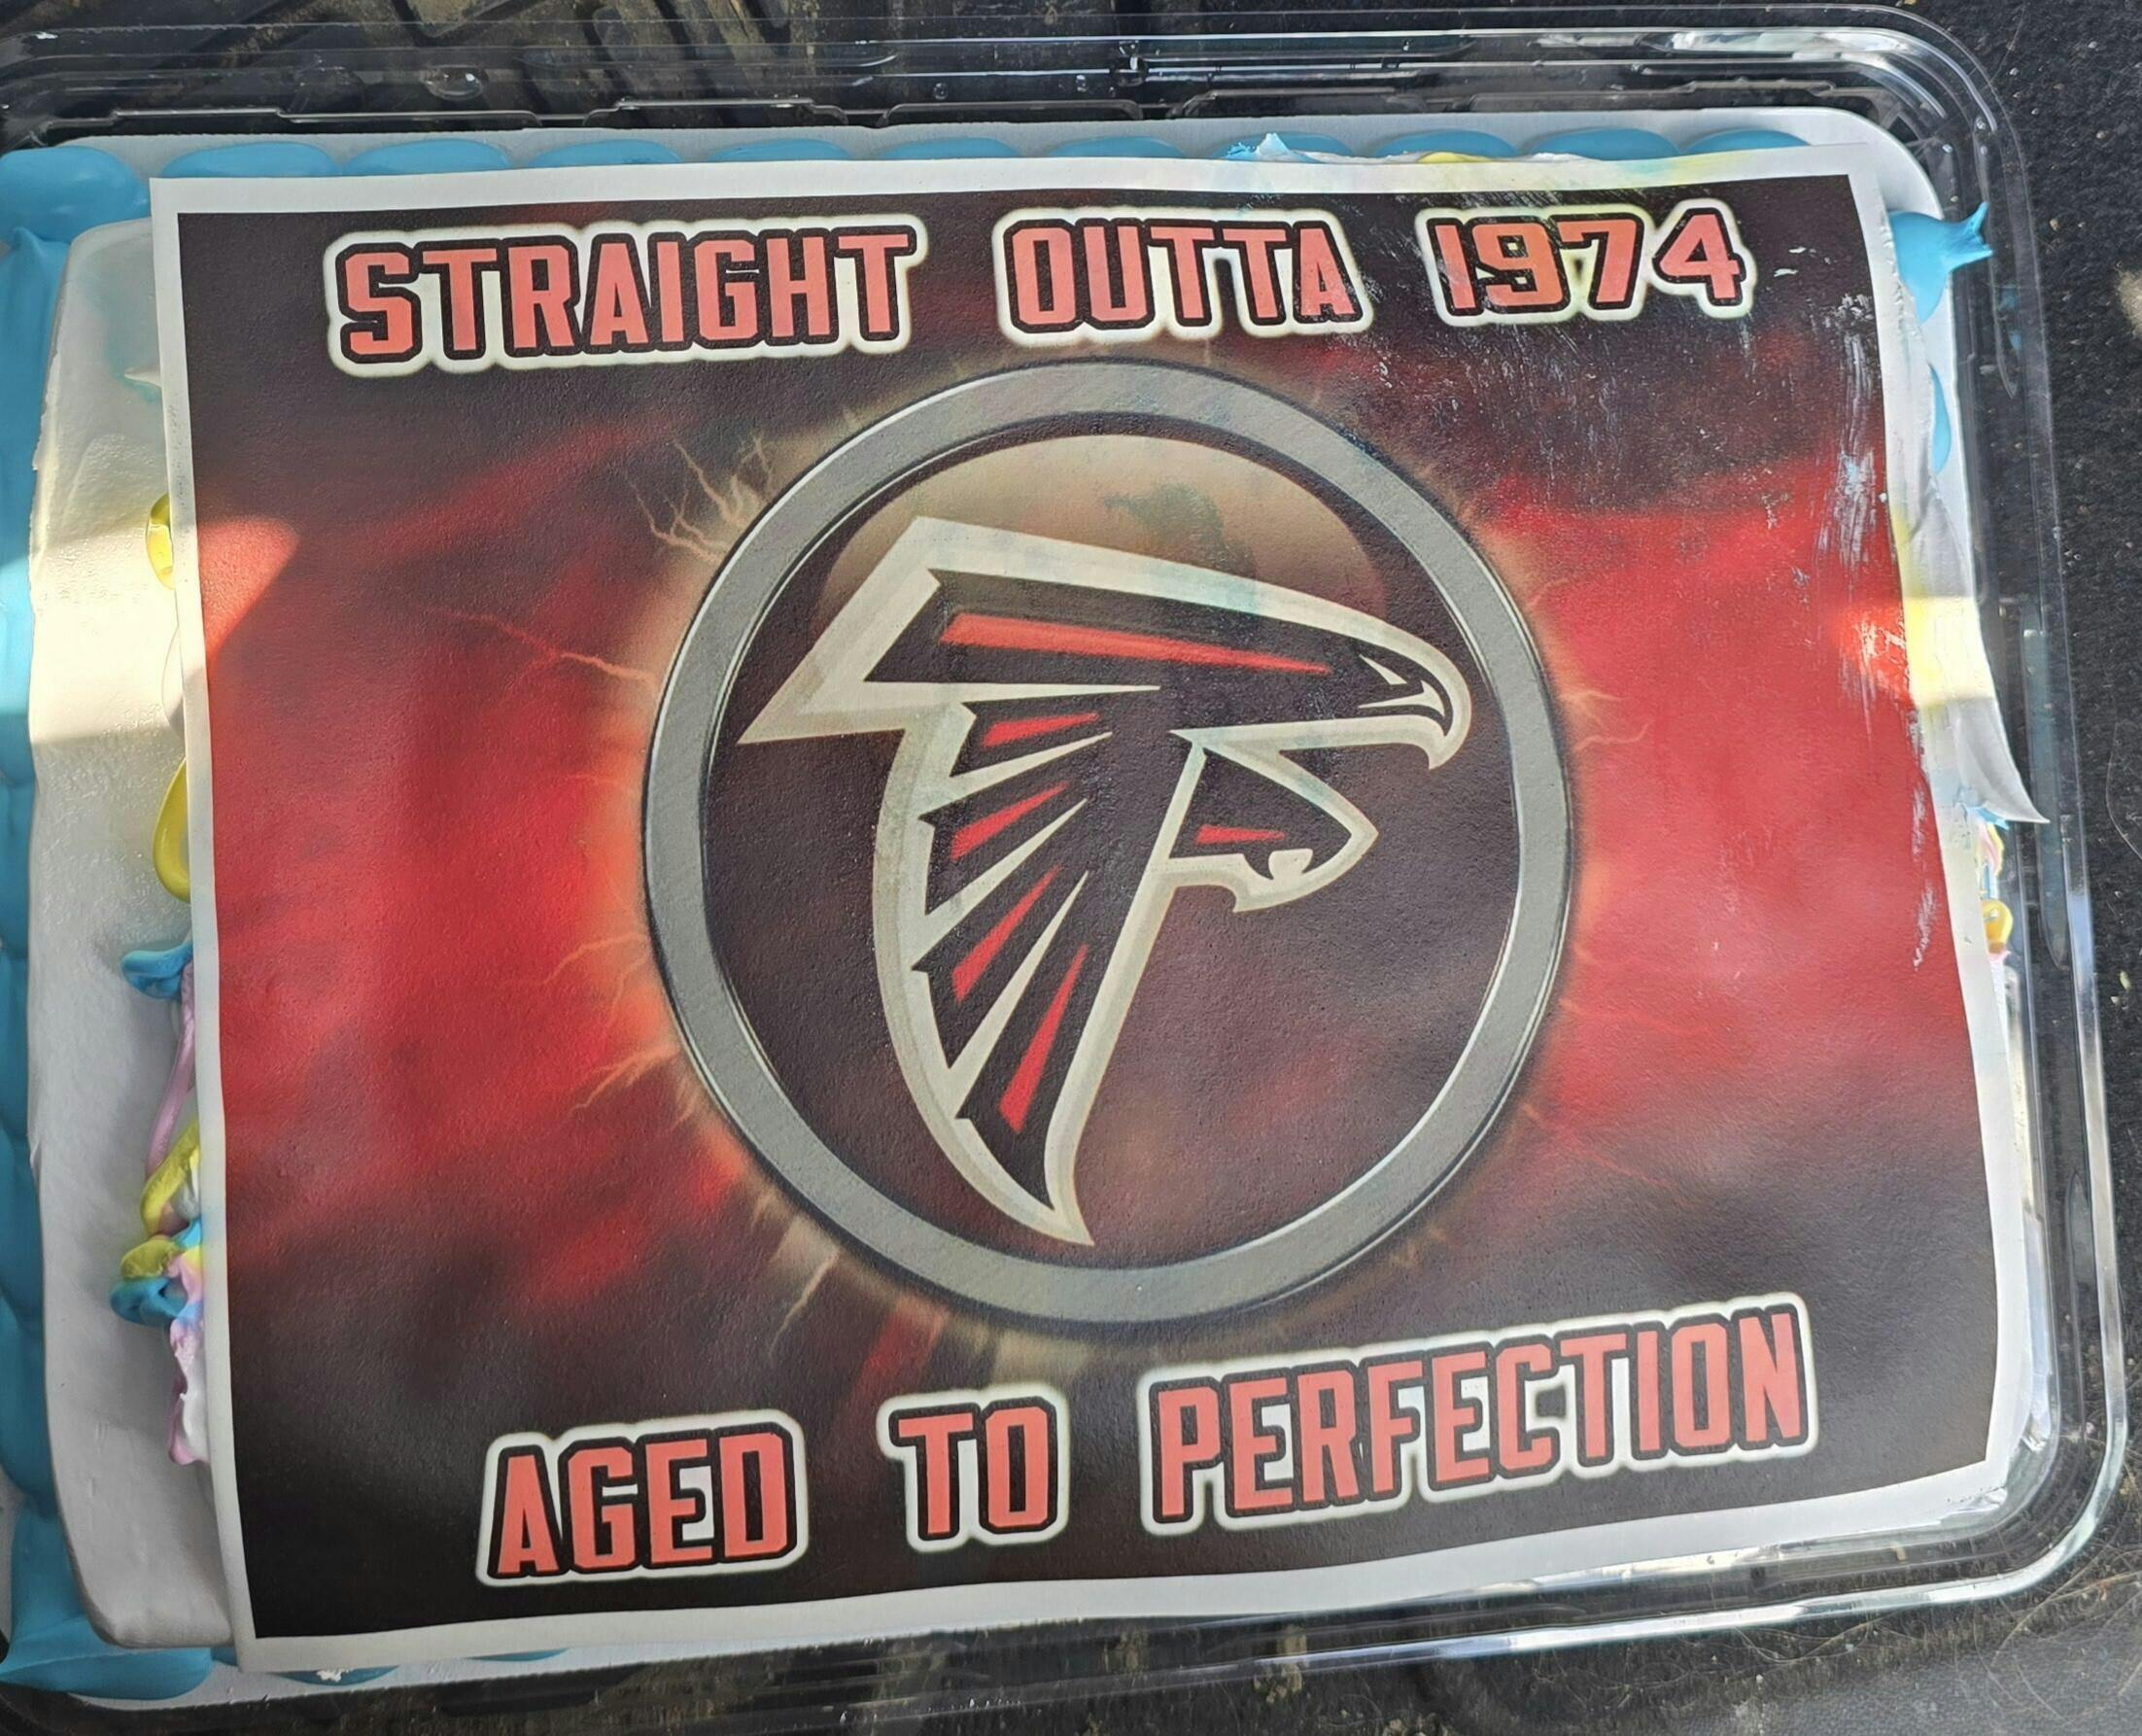 STRAIGHT OUTTA 1974
AGED TO PERFECTION